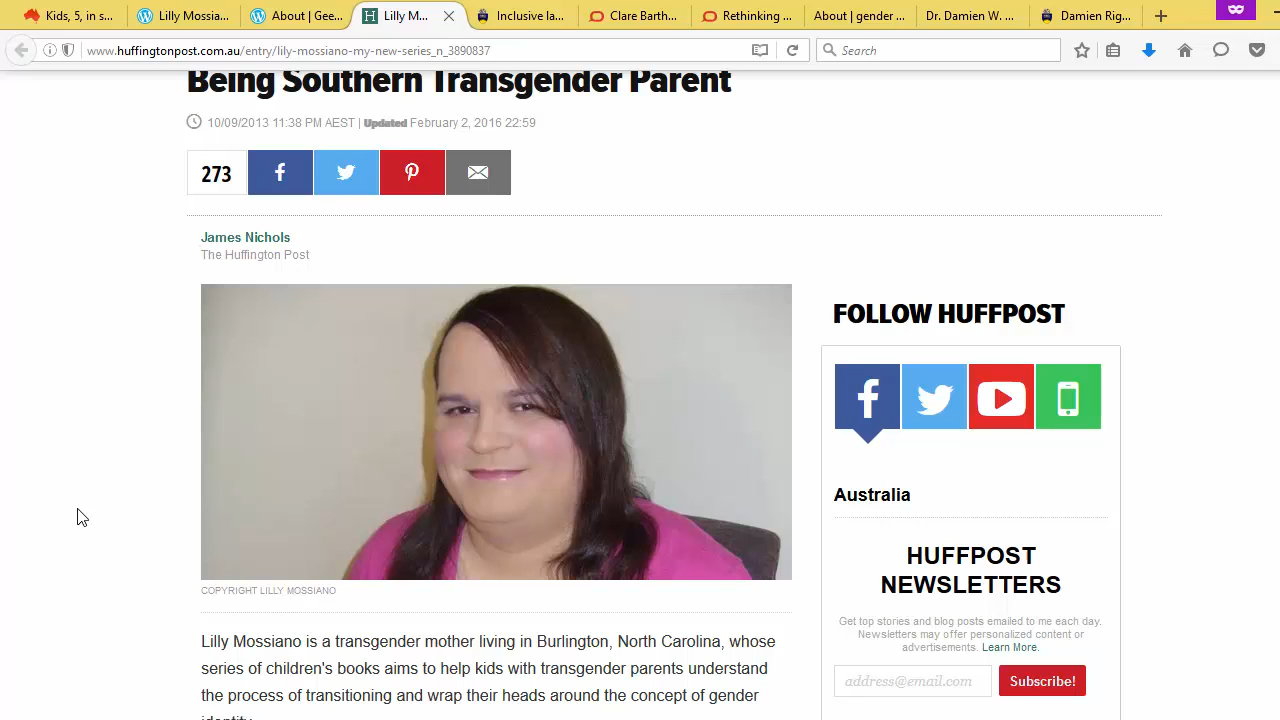 Kids, 5, in s...
Lilly Mossia...
About | Gee...
Lilly M...
Inclusive la...
Clare Barth...
Rethinking ...
About | gender ...
Dr. Damien W. ...
Damien Rig...
www.huffingtonpost.com.au/entry/lily-mossiano-my-new-series_n_3890837
Search
Being Southern Transgender Parent
10/09/2013 11:38 PM AEST | Updated February 2, 2016 22:59
273
James Nichols
The Huffington Post
COPYRIGHT LILLY MOSSIANO
Lilly Mossiano is a transgender mother living in Burlington, North Carolina, whose
series of children's books aims to help kids with transgender parents understand
the process of transitioning and wrap their heads around the concept of gender
identity.
FOLLOW HUFFPOST
Australia
HUFFPOST
NEWSLETTERS
Get top stories and blog posts emailed to me each day.
Newsletters may offer personalized content or
advertisements. Learn More.
address@email.com
Subscribe!